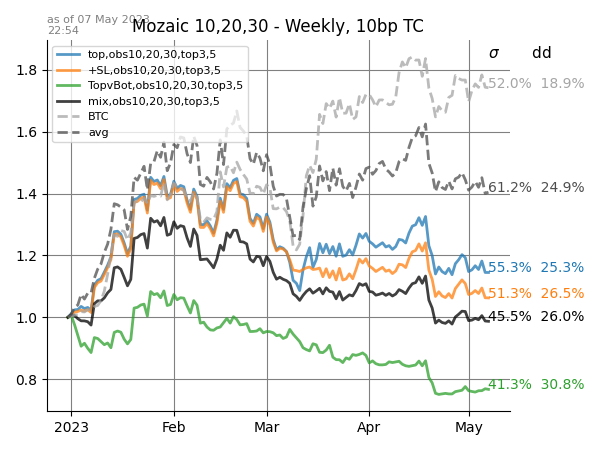 as of 07 May 2023
22:54
Mozaic 10,20,30 - Weekly, 10bp TC
σ dd
top,obs10,20,30,top3,5
+SL,obs10,20,30,top3,5
TopvBot,obs10,20,30,top3,5
mix,obs10,20,30,top3,5
BTC
avg
1.8
1.6
1.4
1.2
1.0
0.8
52.0% 18.9%
61.2% 24.9%
55.3% 25.3%
51.3% 26.5%
45.5% 26.0%
41.3% 30.8%
2023 Feb Mar Apr May